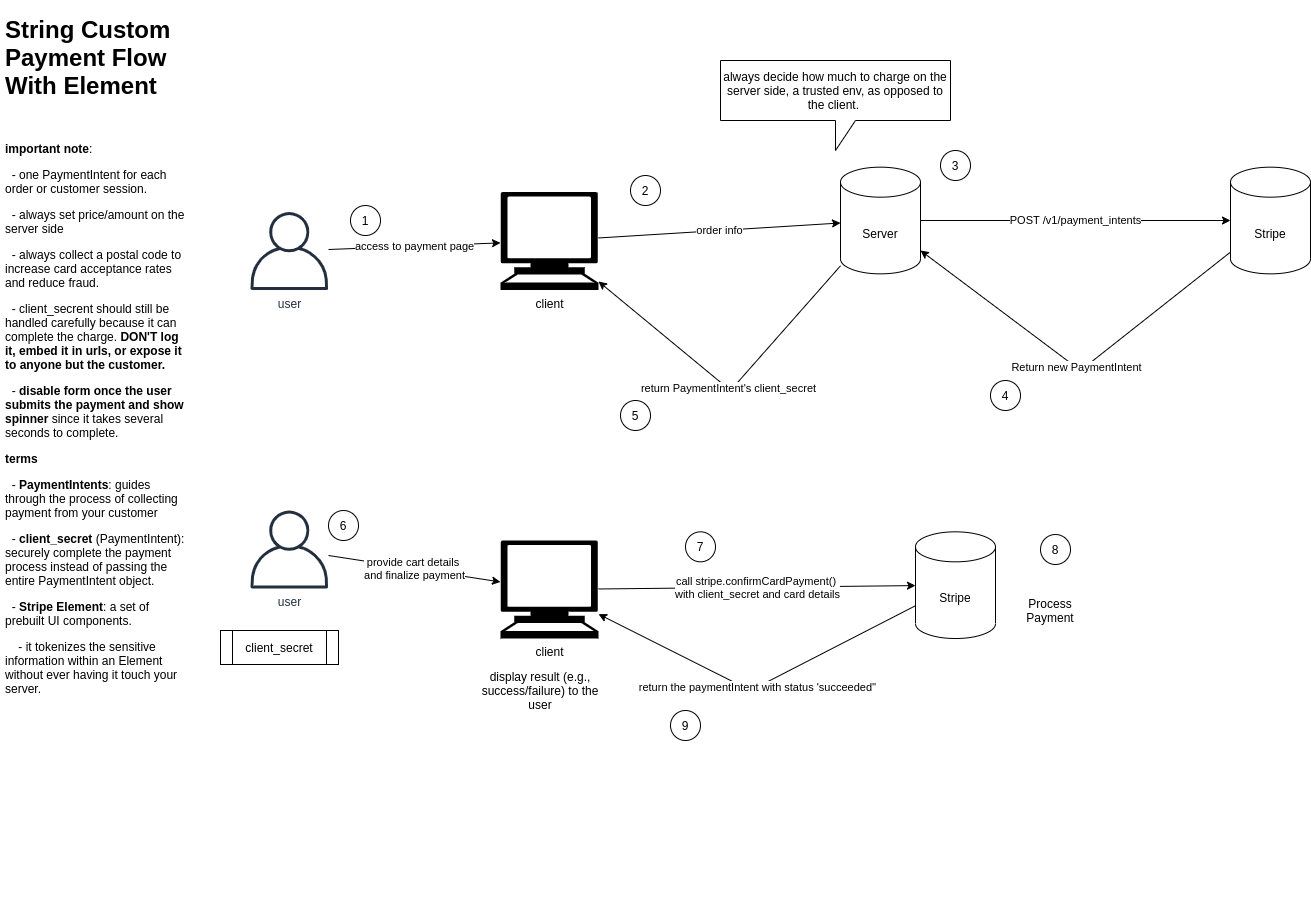 String Custom
Payment Flow
With Element
important note:
- one PaymentIntent for each
order or customer session.
- always set price/amount on the
server side
- always collect a postal code to
increase card acceptance rates
and reduce fraud.
- client_secrent should still be
handled carefully because it can
complete the charge. DON'T log
it, embed it in urls, or expose it
to anyone but the customer.
- disable form once the user
submits the payment and show
spinner since it takes several
seconds to complete.
terms
- PaymentIntents: guides
through the process of collecting
payment from your customer
- client_secret (PaymentIntent):
securely complete the payment
process instead of passing the
entire PaymentIntent object.
- Stripe Element: a set of
prebuilt UI components.
- it tokenizes the sensitive
information within an Element
without ever having it touch your
server.
always decide how much to charge on the
server side, a trusted env, as opposed to
the client.
1
access to payment page
user
client
2
order info
Server
3
POST /v1/payment_intents
Stripe
Return new PaymentIntent
4
return PaymentIntent's client_secret
5
6
provide cart details
and finalize payment
user
client_secret
client
display result (e.g.,
success/failure) to the
user
7
call stripe.confirmCardPayment()
with client_secret and card details
Stripe
8
Process
Payment
return the paymentIntent with status 'succeeded"
9